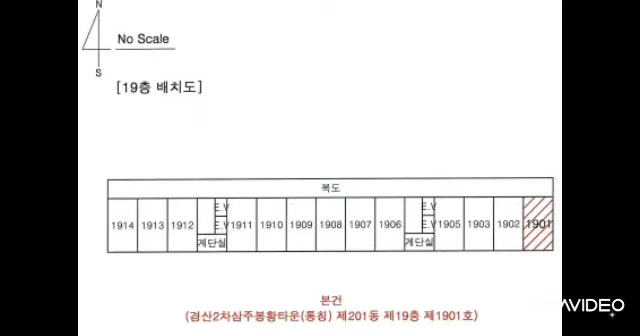 N
No Scale
S
[19층 배치도]
복도
E.V E.V
1914 1913 1912 E.V 1911 1910 1909 1908 1907 1906 E.V 1905 1903 1902 1901
계단실 계단실
본건
(경산2차삼주봉황타운(통칭) 제201동 제19층 제1901호)